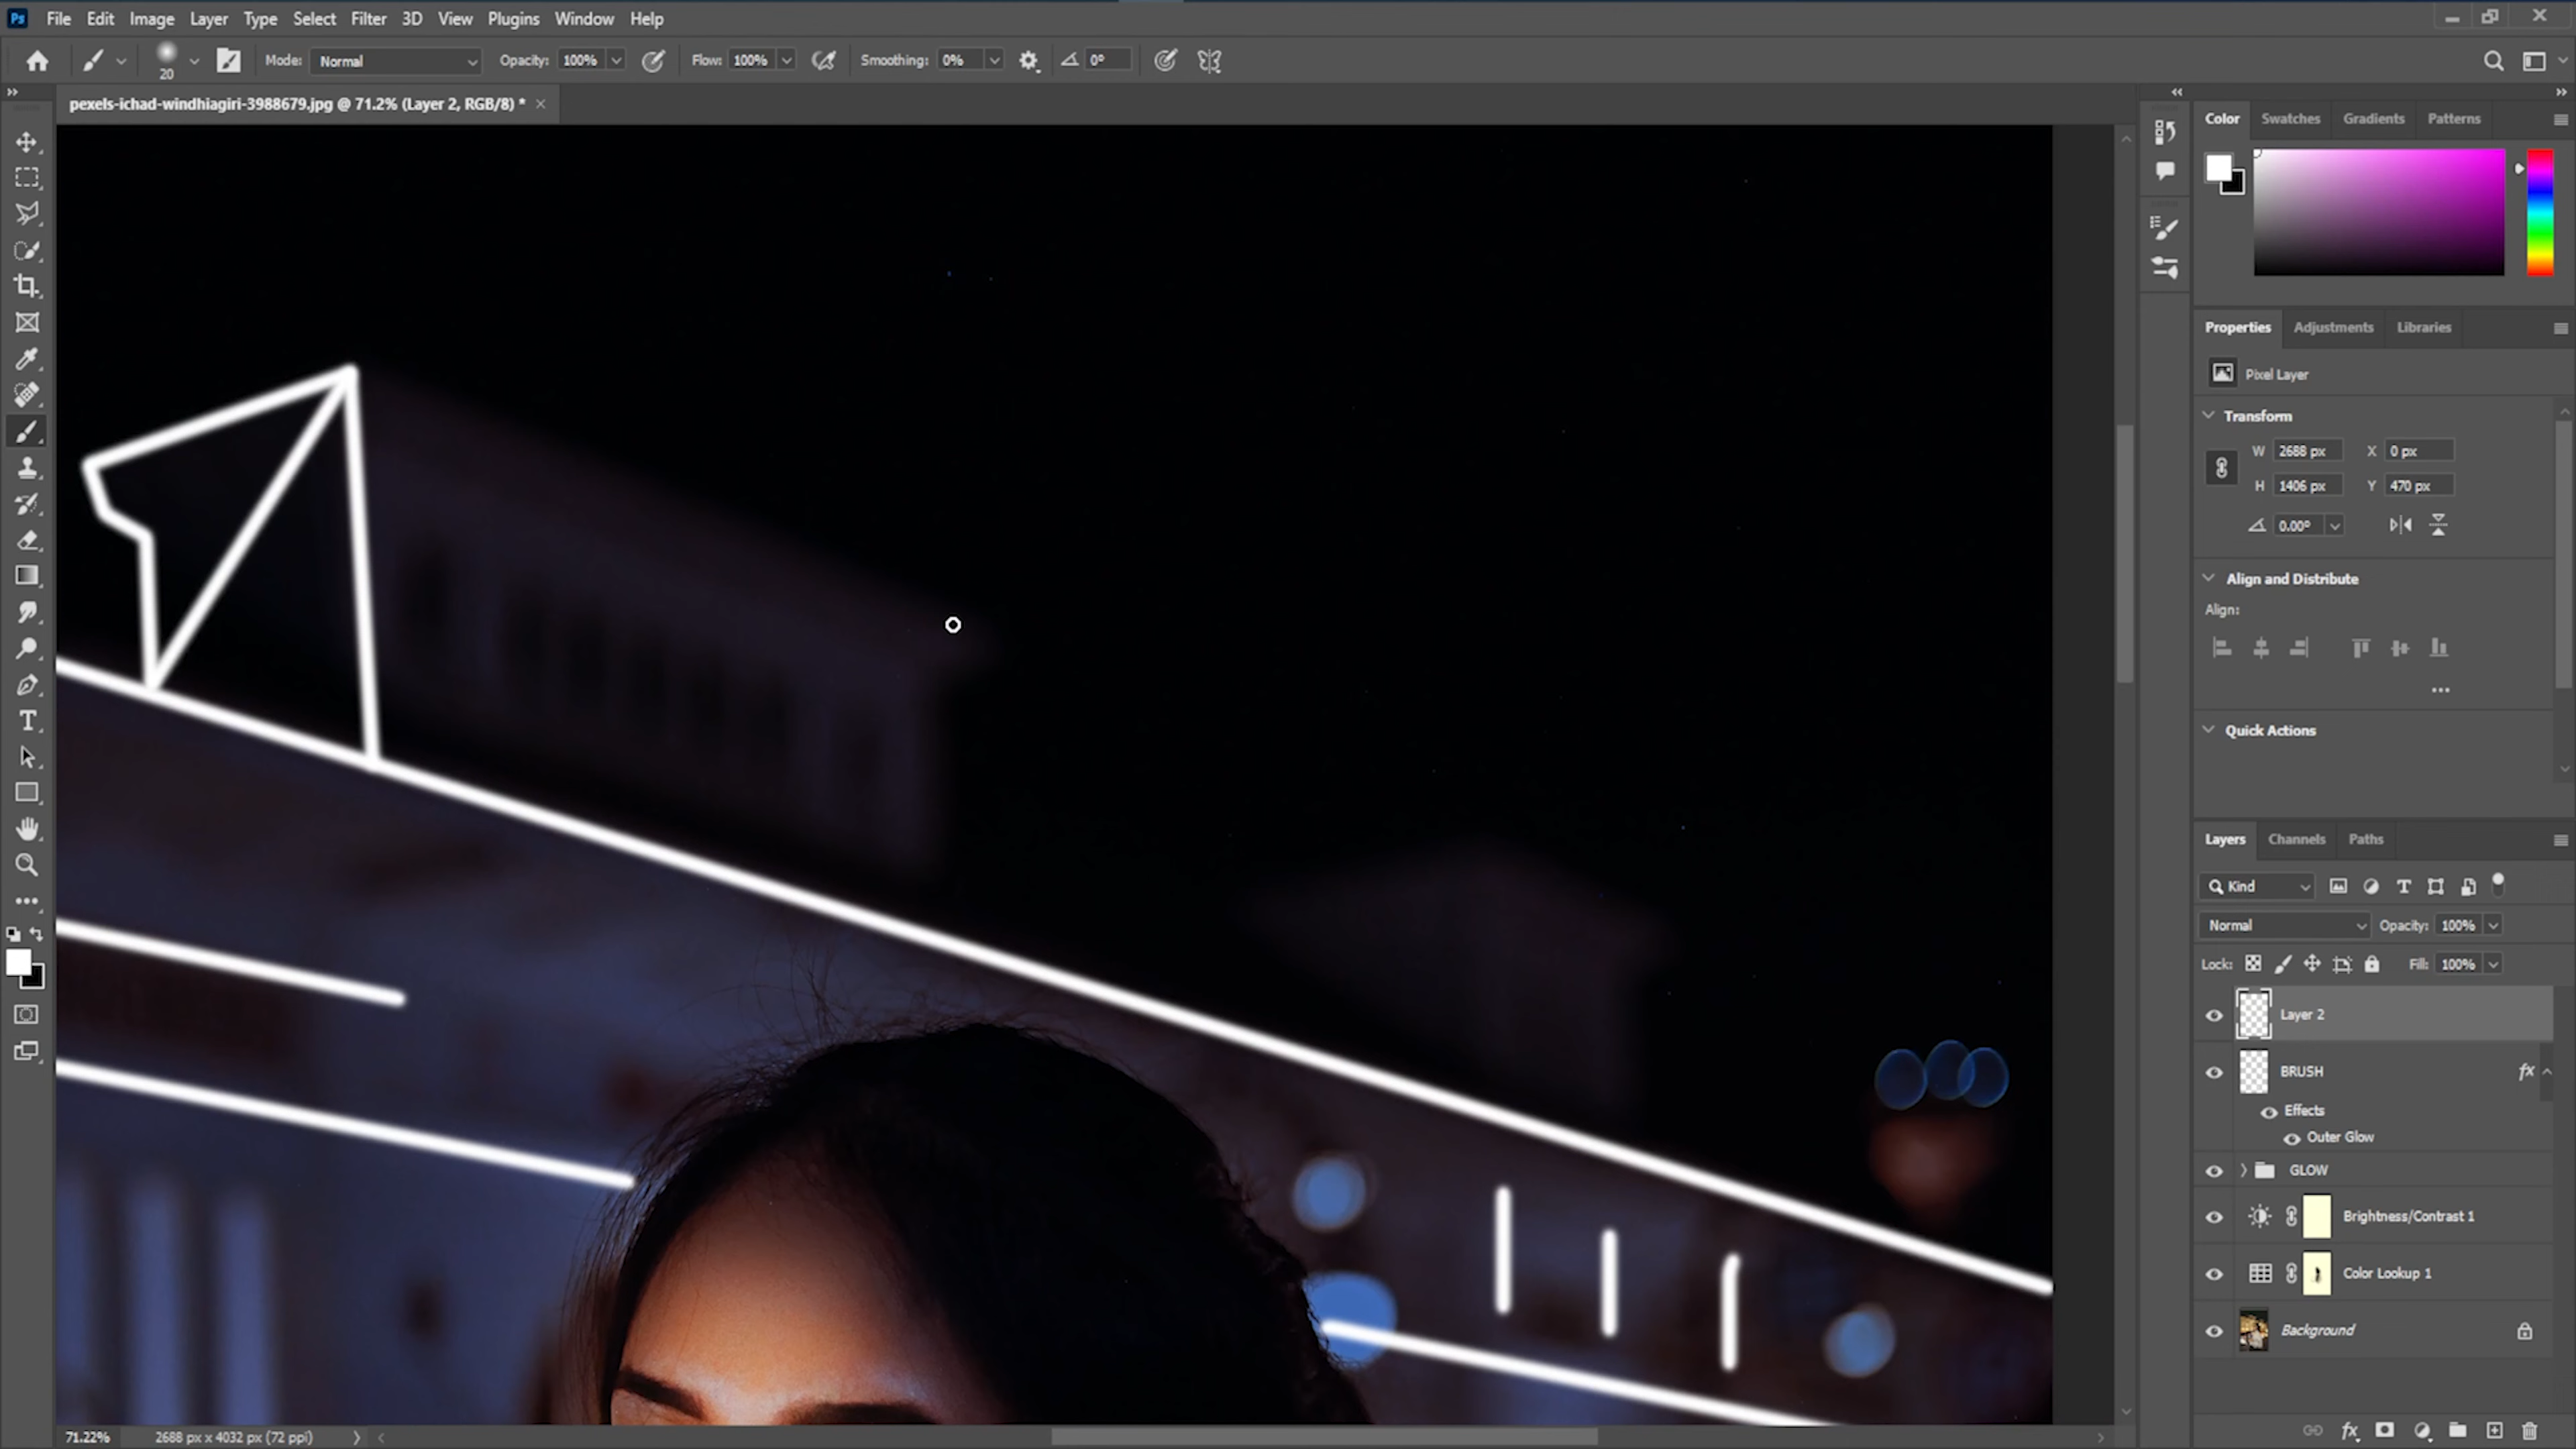 Ps File Edit Image Layer Type Select Filter 3D View Plugins Window Help
20 Mode: Normal Opacity: 100% Flow: 100% Smoothing: 0% 0°
pexels-ichad-windhiagiri-3988679.jpg @ 71.2% (Layer 2, RGB/8) * ×
Color Swatches Gradients Patterns
Properties Adjustments Libraries
Pixel Layer
Transform
W 2688 px X 0 px
H 1406 px Y 470 px
0.00°
Align and Distribute
Align:
Quick Actions
Layers Channels Paths
Kind
Normal Opacity: 100%
Lock: Fill: 100%
Layer 2
BRUSH fx
Effects
Outer Glow
GLOW
Brightness/Contrast 1
Color Lookup 1
Background
71.22% 2688 px x 4032 px (72 ppi)
fx